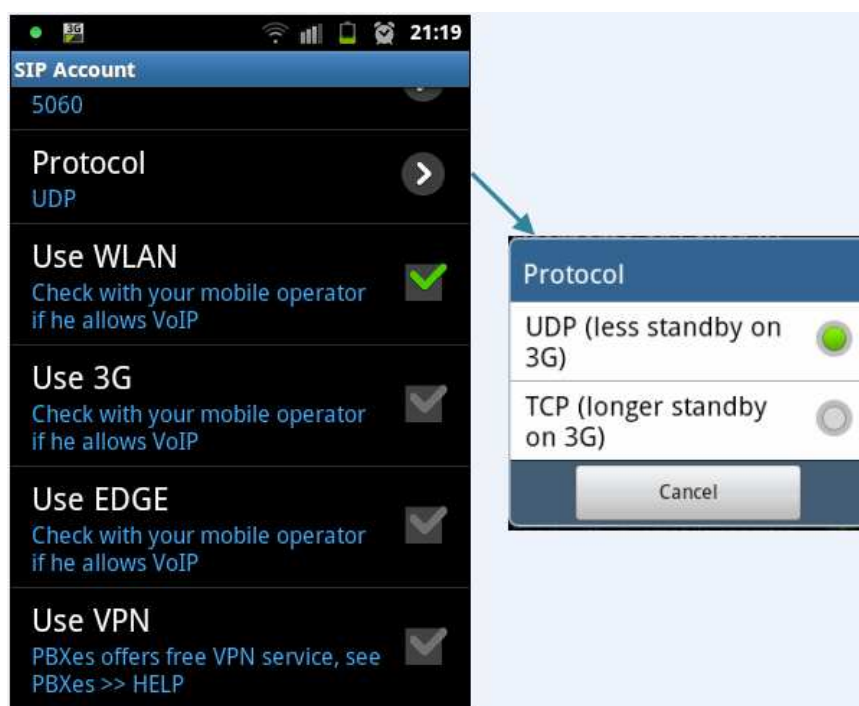 3G
21:19
SIP Account
5060
Protocol
UDP
Use WLAN
Check with your mobile operator
if he allows VoIP
Use 3G
Check with your mobile operator
if he allows VoIP
Use EDGE
Check with your mobile operator
if he allows VoIP
Use VPN
PBXes offers free VPN service, see
PBXes >> HELP
Protocol
UDP (less standby on
3G)
TCP (longer standby
on 3G)
Cancel